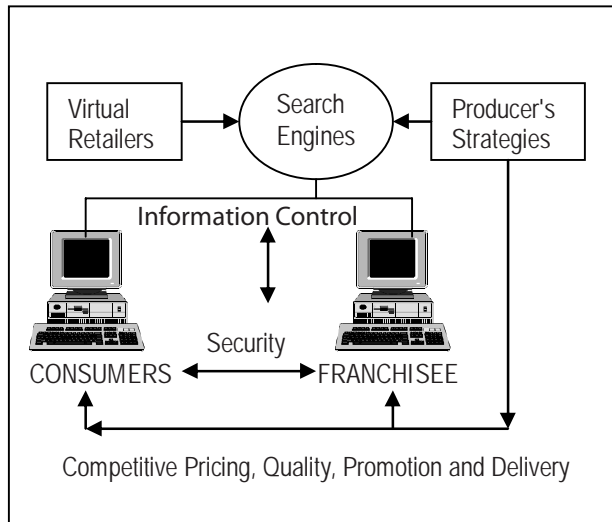 Virtual
Retailers
Search
Engines
Producer's
Strategies
Information Control
Security
CONSUMERS
FRANCHISEE
Competitive Pricing, Quality, Promotion and Delivery